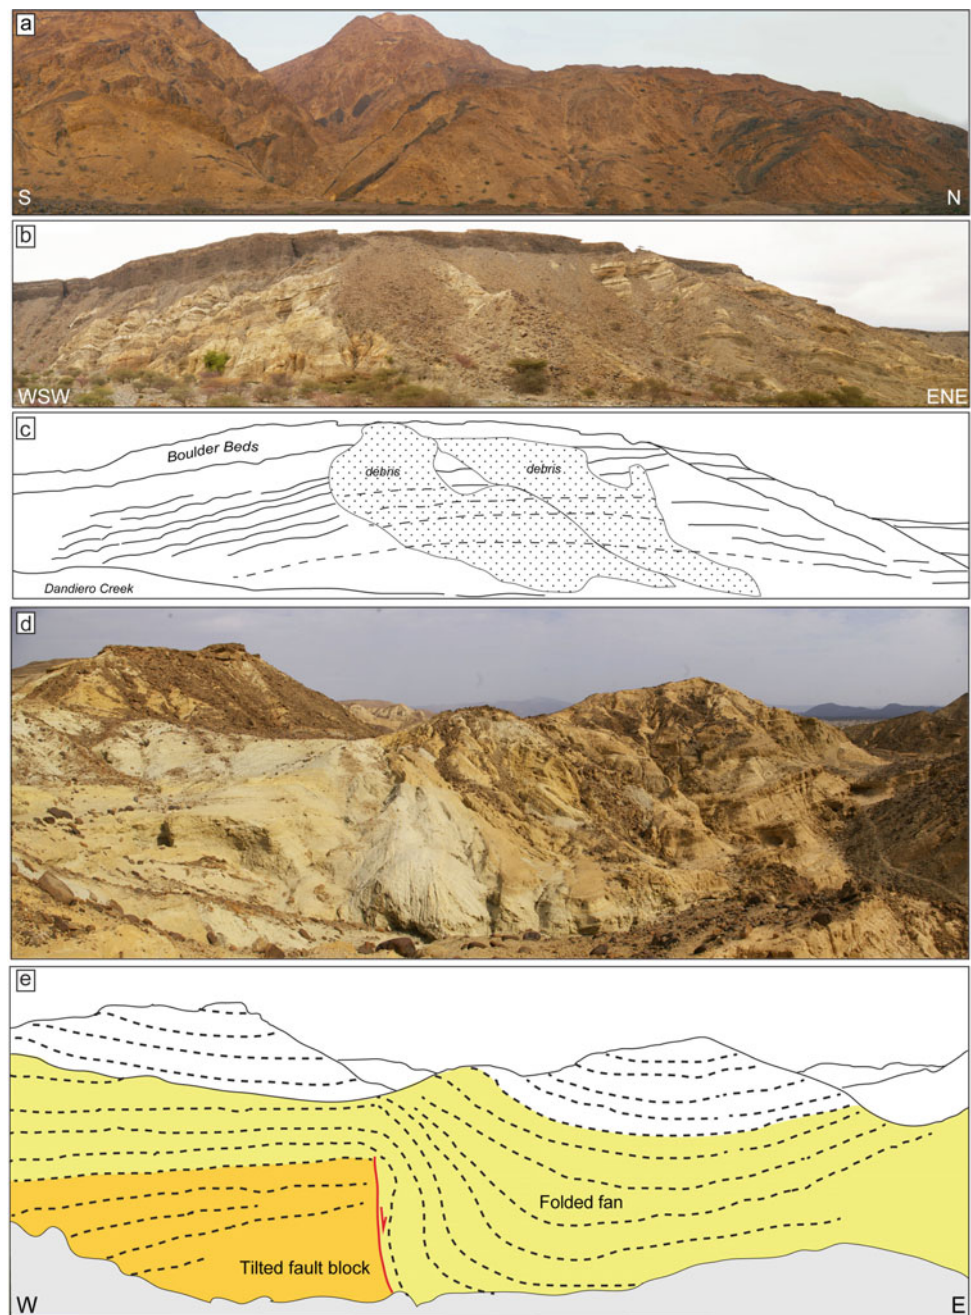 a
S N
b
WSW ENE
c
Boulder Beds
debris debris
Dandiero Creek
d
e
Folded fan
Tilted fault block
W E